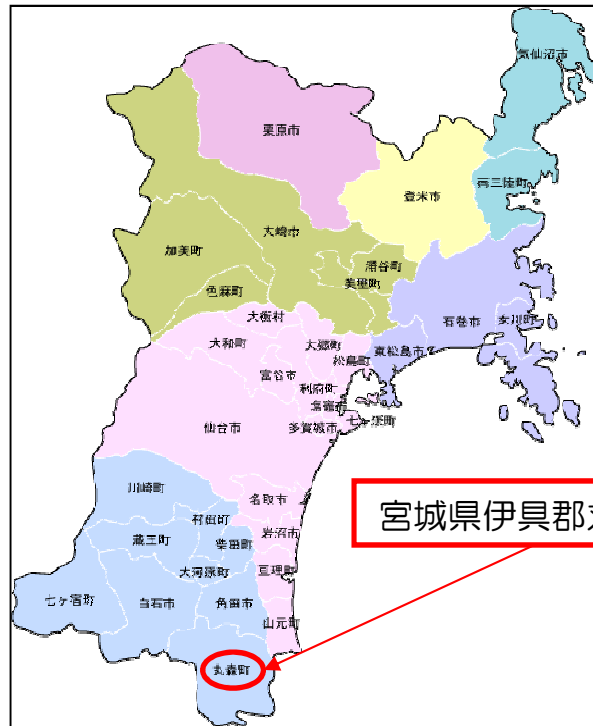 気仙沼市
栗原市
登米市
南三陸町
大崎市
加美町
涌谷町
美里町
色麻町
石巻市
女川町
大衡村
大和町
大郷町
東松島市
松島町
富谷市
利府町
塩竈市
七ヶ浜町
仙台市
多賀城市
川崎町
名取市
村田町
岩沼市
蔵王町
柴田町
亘理町
大河原町
七ヶ宿町
白石市
角田市
山元町
丸森町
宮城県伊具郡